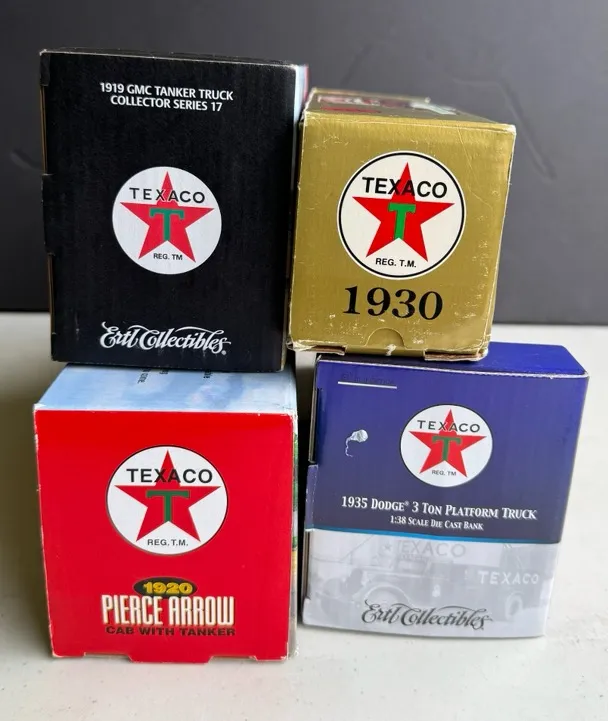 1919 GMC TANKER TRUCK
COLLECTOR SERIES 17
TEXACO
T
REG. TM
Ertl Collectibles®
TEXACO
T
REG. T.M.
1930
TEXACO
T
REG. T.M.
1920
PIERCE ARROW
CAB WITH TANKER
TEXACO
T
REG. TM
1935 DODGE® 3 TON PLATFORM TRUCK
1:38 SCALE DIE CAST BANK
TEXACO
TEXACO
Ertl Collectibles®